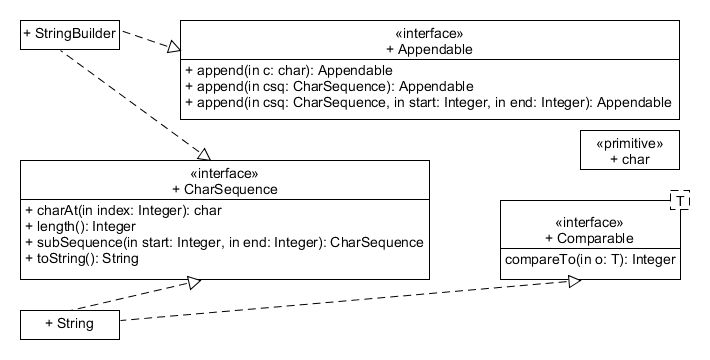 + StringBuilder
«interface»
+ Appendable
+ append(in c: char): Appendable
+ append(in csq: CharSequence): Appendable
+ append(in csq: CharSequence, in start: Integer, in end: Integer): Appendable
«primitive»
+ char
«interface»
+ CharSequence
+ charAt(in index: Integer): char
+ length(): Integer
+ subSequence(in start: Integer, in end: Integer): CharSequence
+ toString(): String
T
«interface»
+ Comparable
compareTo(in o: T): Integer
+ String